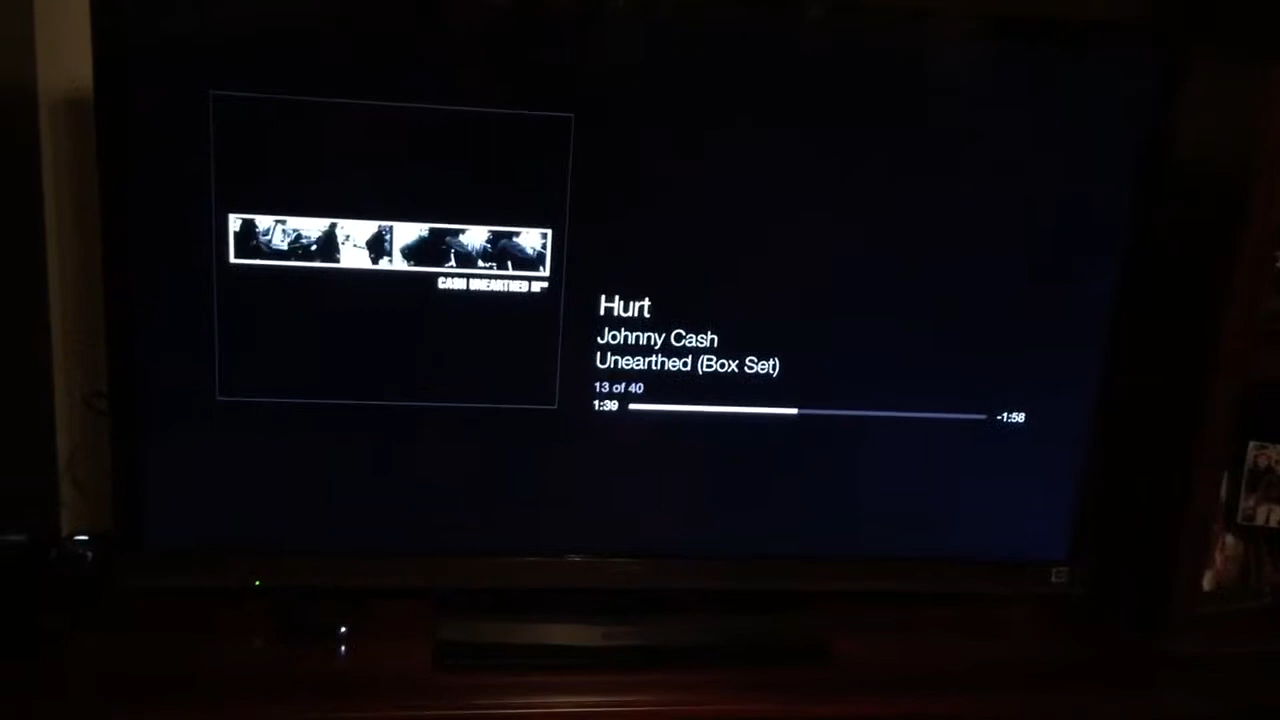 CASH UNEARTHED
Hurt
Johnny Cash
Unearthed (Box Set)
13 of 40
1:39
-1:58